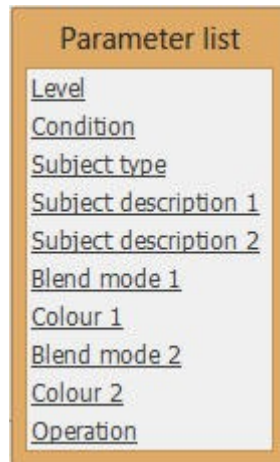 Parameter list
Level
Condition
Subject type
Subject description 1
Subject description 2
Blend mode 1
Colour 1
Blend mode 2
Colour 2
Operation